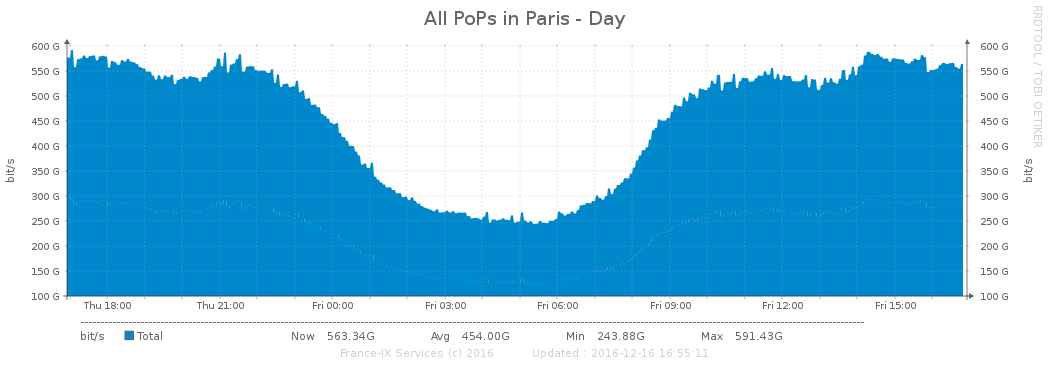 All PoPs in Paris - Day
RRDTOOL / TOBI OETIKER
600 G 600 G
550 G 550 G
500 G 500 G
450 G 450 G
400 G 400 G
350 G 350 G
300 G 300 G
250 G 250 G
200 G 200 G
150 G 150 G
100 G 100 G
bit/s bit/s
Thu 18:00 Thu 21:00 Fri 00:00 Fri 03:00 Fri 06:00 Fri 09:00 Fri 12:00 Fri 15:00
bit/s Total Now 563.34G Avg 454.00G Min 243.88G Max 591.43G
France-IX Services (c) 2016 Updated : 2016-12-16 16:55:11